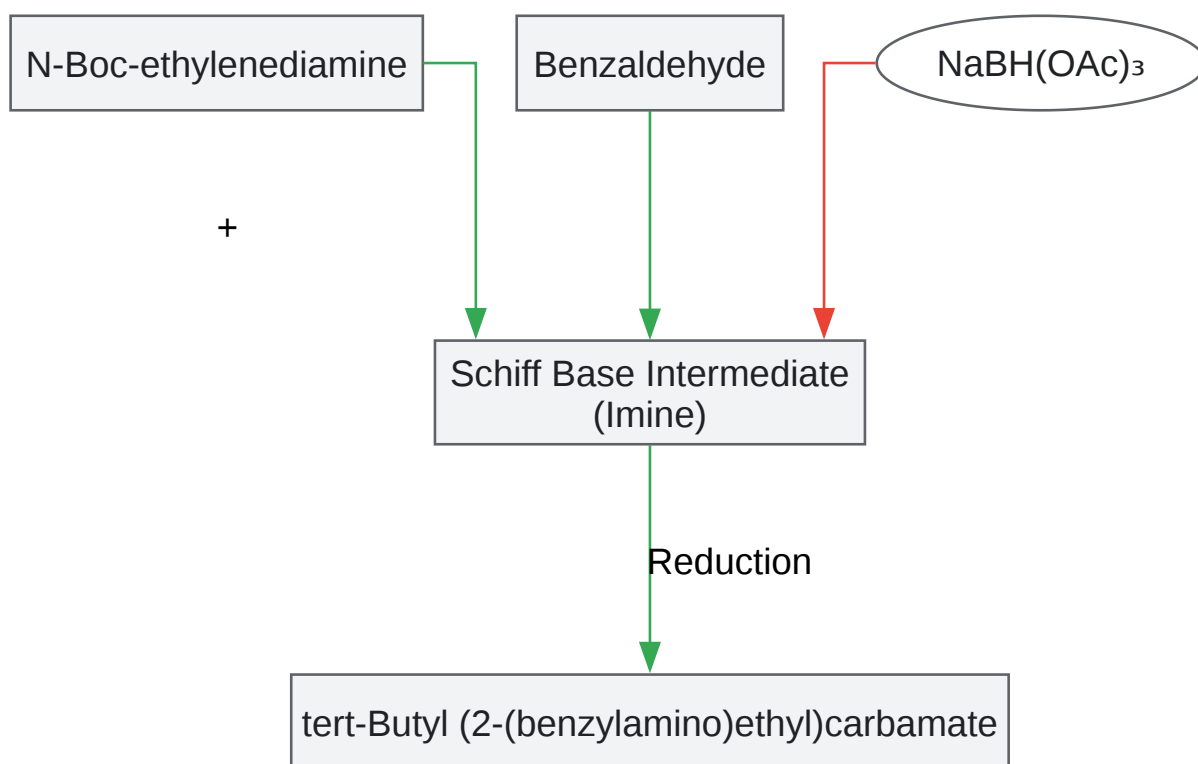 N-Boc-ethylenediamine
Benzaldehyde
NaBH(OAc)₃
+
Schiff Base Intermediate
(Imine)
Reduction
tert-Butyl (2-(benzylamino)ethyl)carbamate